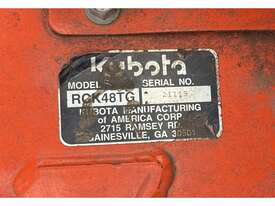 Kubota
MODEL SERIAL NO.
RCK48TG
KUBOTA MANUFACTURING
of AMERICA CORP.
2715 RAMSEY RD
GAINESVILLE, GA 30501